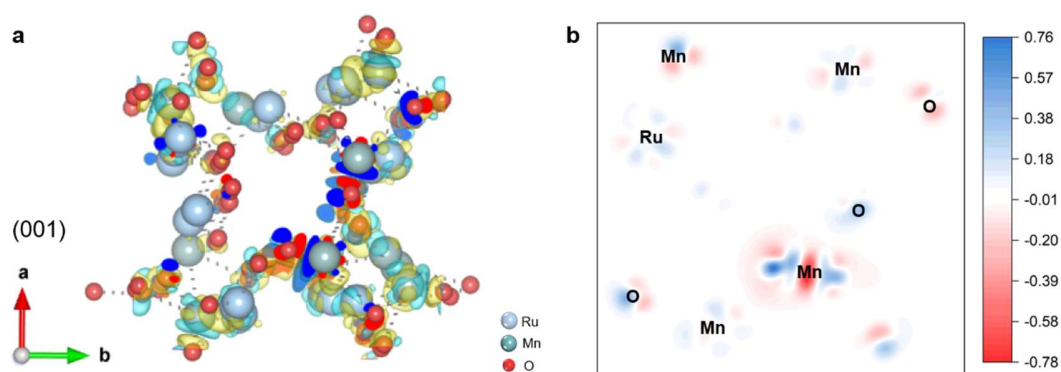 a
(001)
a
b
Ru
Mn
O
b
Mn
Mn
O
Ru
O
Mn
O
Mn
0.76
0.57
0.38
0.18
-0.01
-0.20
-0.39
-0.58
-0.78